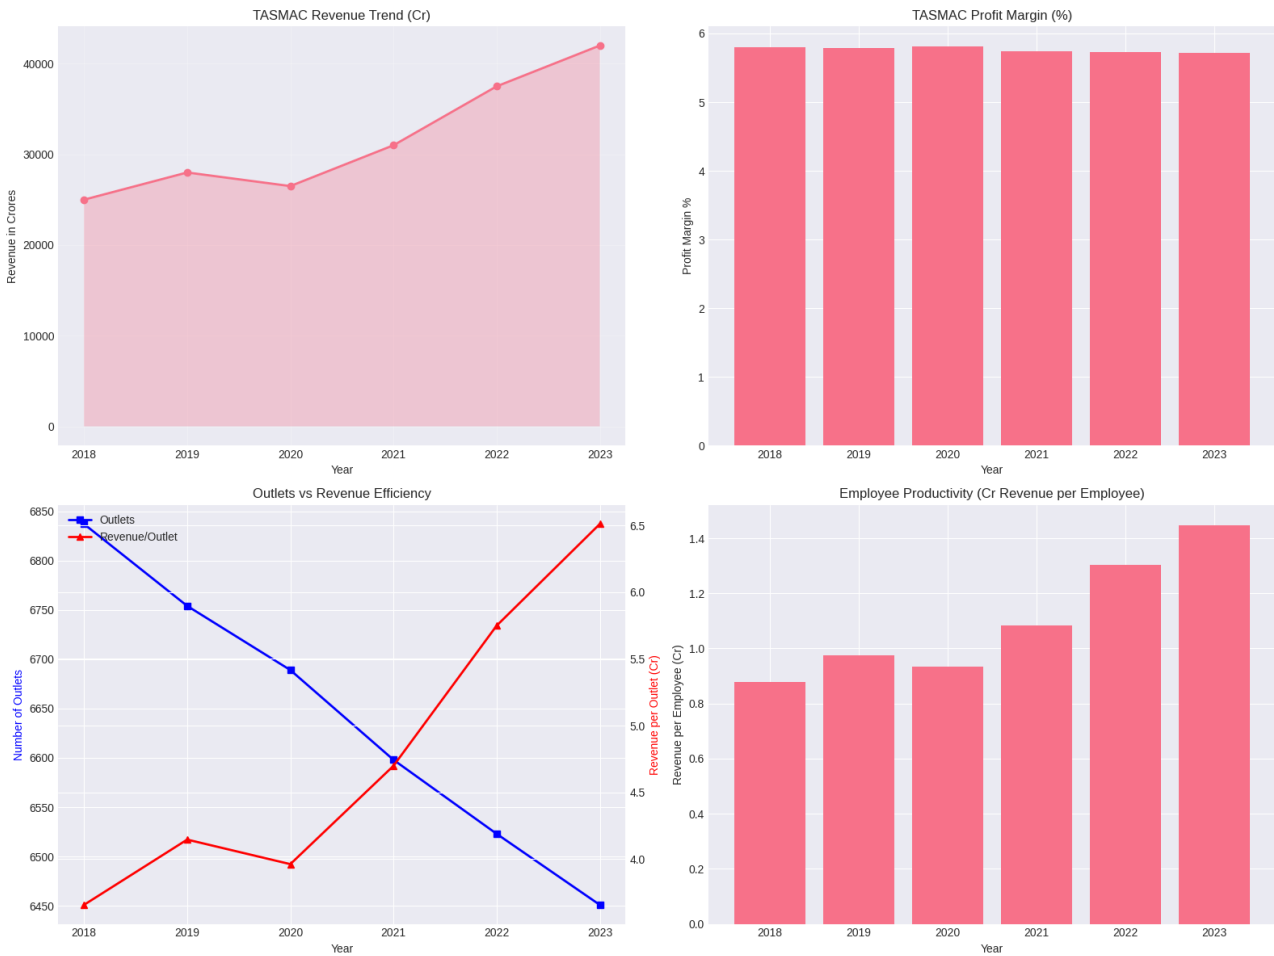 TASMAC Revenue Trend (Cr)
Revenue in Crores
40000
30000
20000
10000
0
2018 2019 2020 2021 2022 2023
Year
TASMAC Profit Margin (%)
Profit Margin %
6
5
4
3
2
1
0
2018 2019 2020 2021 2022 2023
Year
Outlets vs Revenue Efficiency
Outlets
Revenue/Outlet
Number of Outlets
6850
6800
6750
6700
6650
6600
6550
6500
6450
6.5
6.0
5.5
5.0
4.5
4.0
Revenue per Outlet (Cr)
2018 2019 2020 2021 2022 2023
Year
Employee Productivity (Cr Revenue per Employee)
Revenue per Employee (Cr)
1.4
1.2
1.0
0.8
0.6
0.4
0.2
0.0
2018 2019 2020 2021 2022 2023
Year